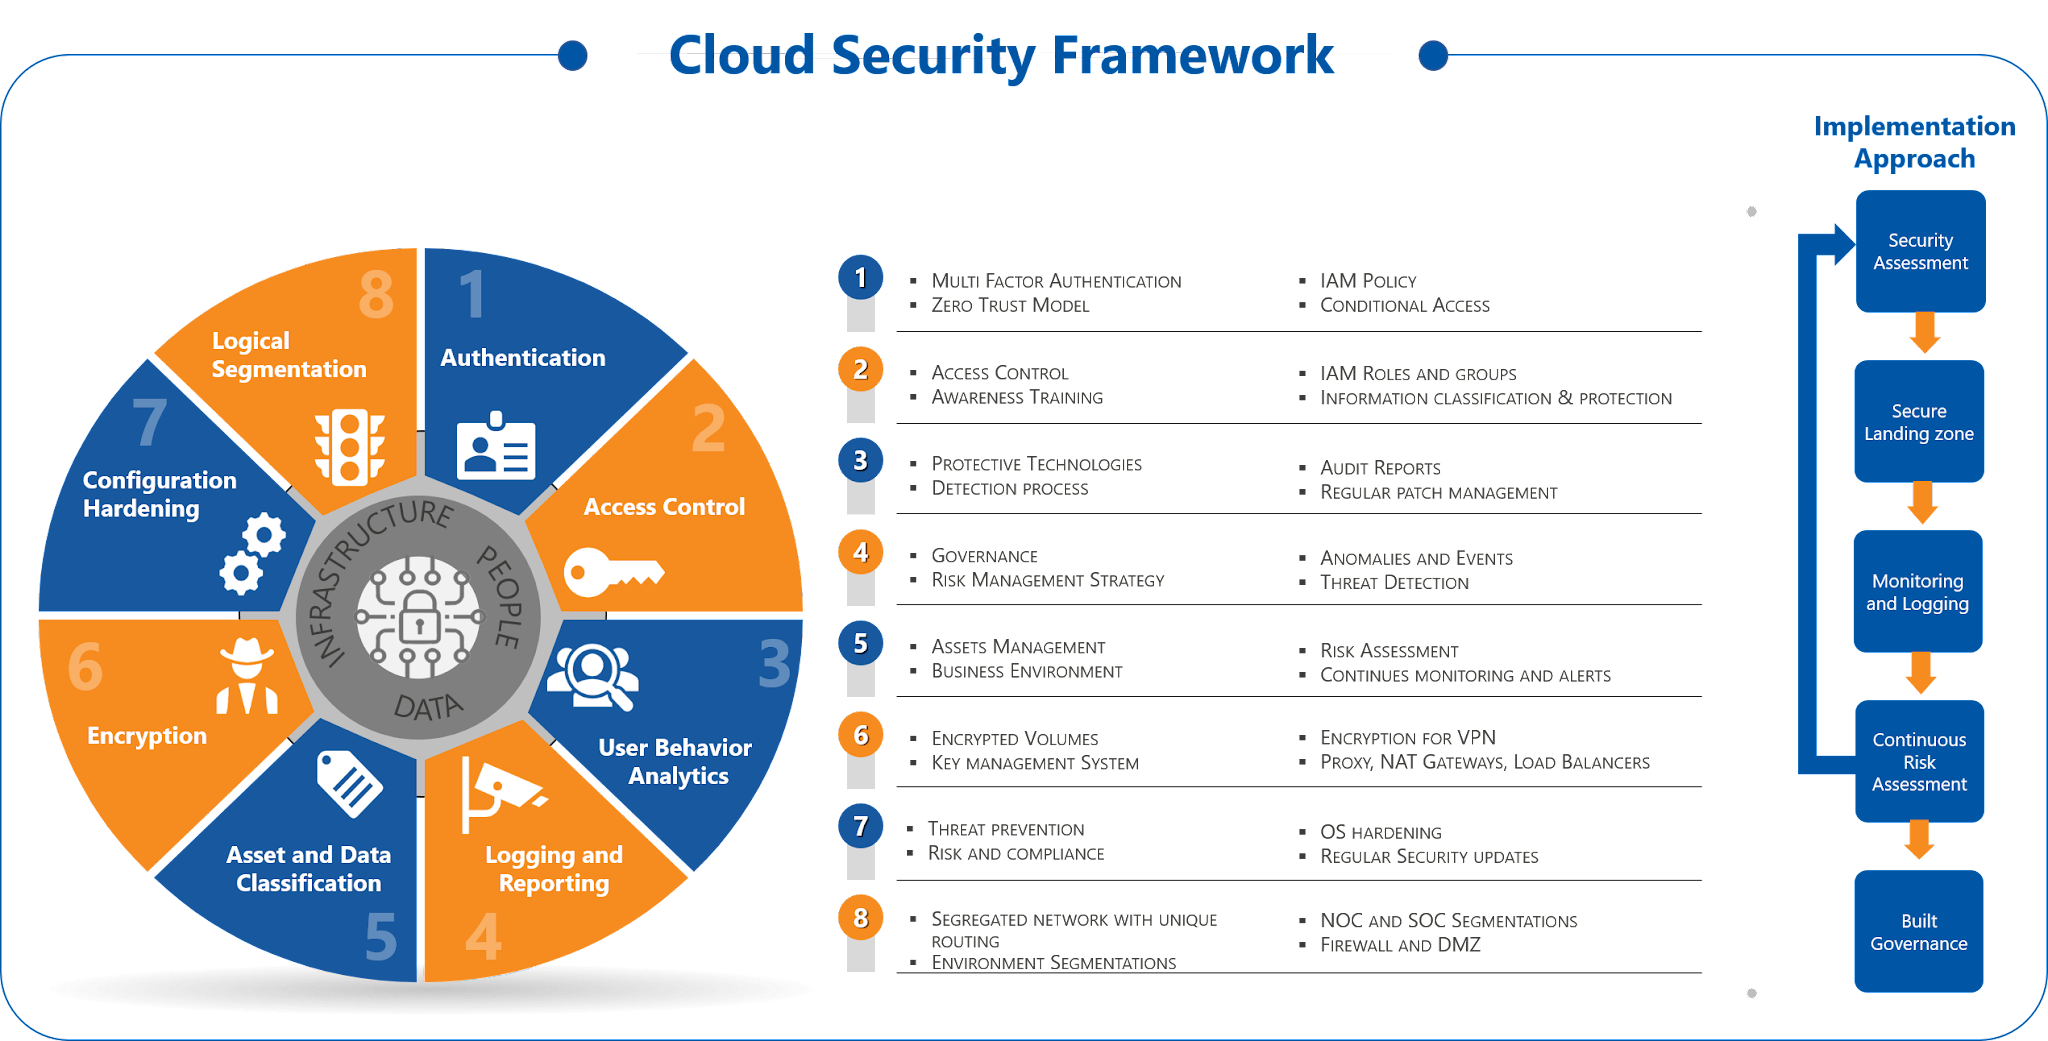 Cloud Security Framework
8
Logical
Segmentation
1
Authentication
7
Configuration
Hardening
2
Access Control
INFRASTRUCTURE
PEOPLE
DATA
6
Encryption
3
User Behavior
Analytics
Asset and Data
Classification
5
Logging and
Reporting
4
1
▪ MULTI FACTOR AUTHENTICATION
▪ ZERO TRUST MODEL
▪ IAM POLICY
▪ CONDITIONAL ACCESS
2
▪ ACCESS CONTROL
▪ AWARENESS TRAINING
▪ IAM ROLES AND GROUPS
▪ INFORMATION CLASSIFICATION & PROTECTION
3
▪ PROTECTIVE TECHNOLOGIES
▪ DETECTION PROCESS
▪ AUDIT REPORTS
▪ REGULAR PATCH MANAGEMENT
4
▪ GOVERNANCE
▪ RISK MANAGEMENT STRATEGY
▪ ANOMALIES AND EVENTS
▪ THREAT DETECTION
5
▪ ASSETS MANAGEMENT
▪ BUSINESS ENVIRONMENT
▪ RISK ASSESSMENT
▪ CONTINUES MONITORING AND ALERTS
6
▪ ENCRYPTED VOLUMES
▪ KEY MANAGEMENT SYSTEM
▪ ENCRYPTION FOR VPN
▪ PROXY, NAT GATEWAYS, LOAD BALANCERS
7
▪ THREAT PREVENTION
▪ RISK AND COMPLIANCE
▪ OS HARDENING
▪ REGULAR SECURITY UPDATES
8
▪ SEGREGATED NETWORK WITH UNIQUE
ROUTING
▪ ENVIRONMENT SEGMENTATIONS
▪ NOC AND SOC SEGMENTATIONS
▪ FIREWALL AND DMZ
Implementation
Approach
Security
Assessment
Secure
Landing zone
Monitoring
and Logging
Continuous
Risk
Assessment
Built
Governance